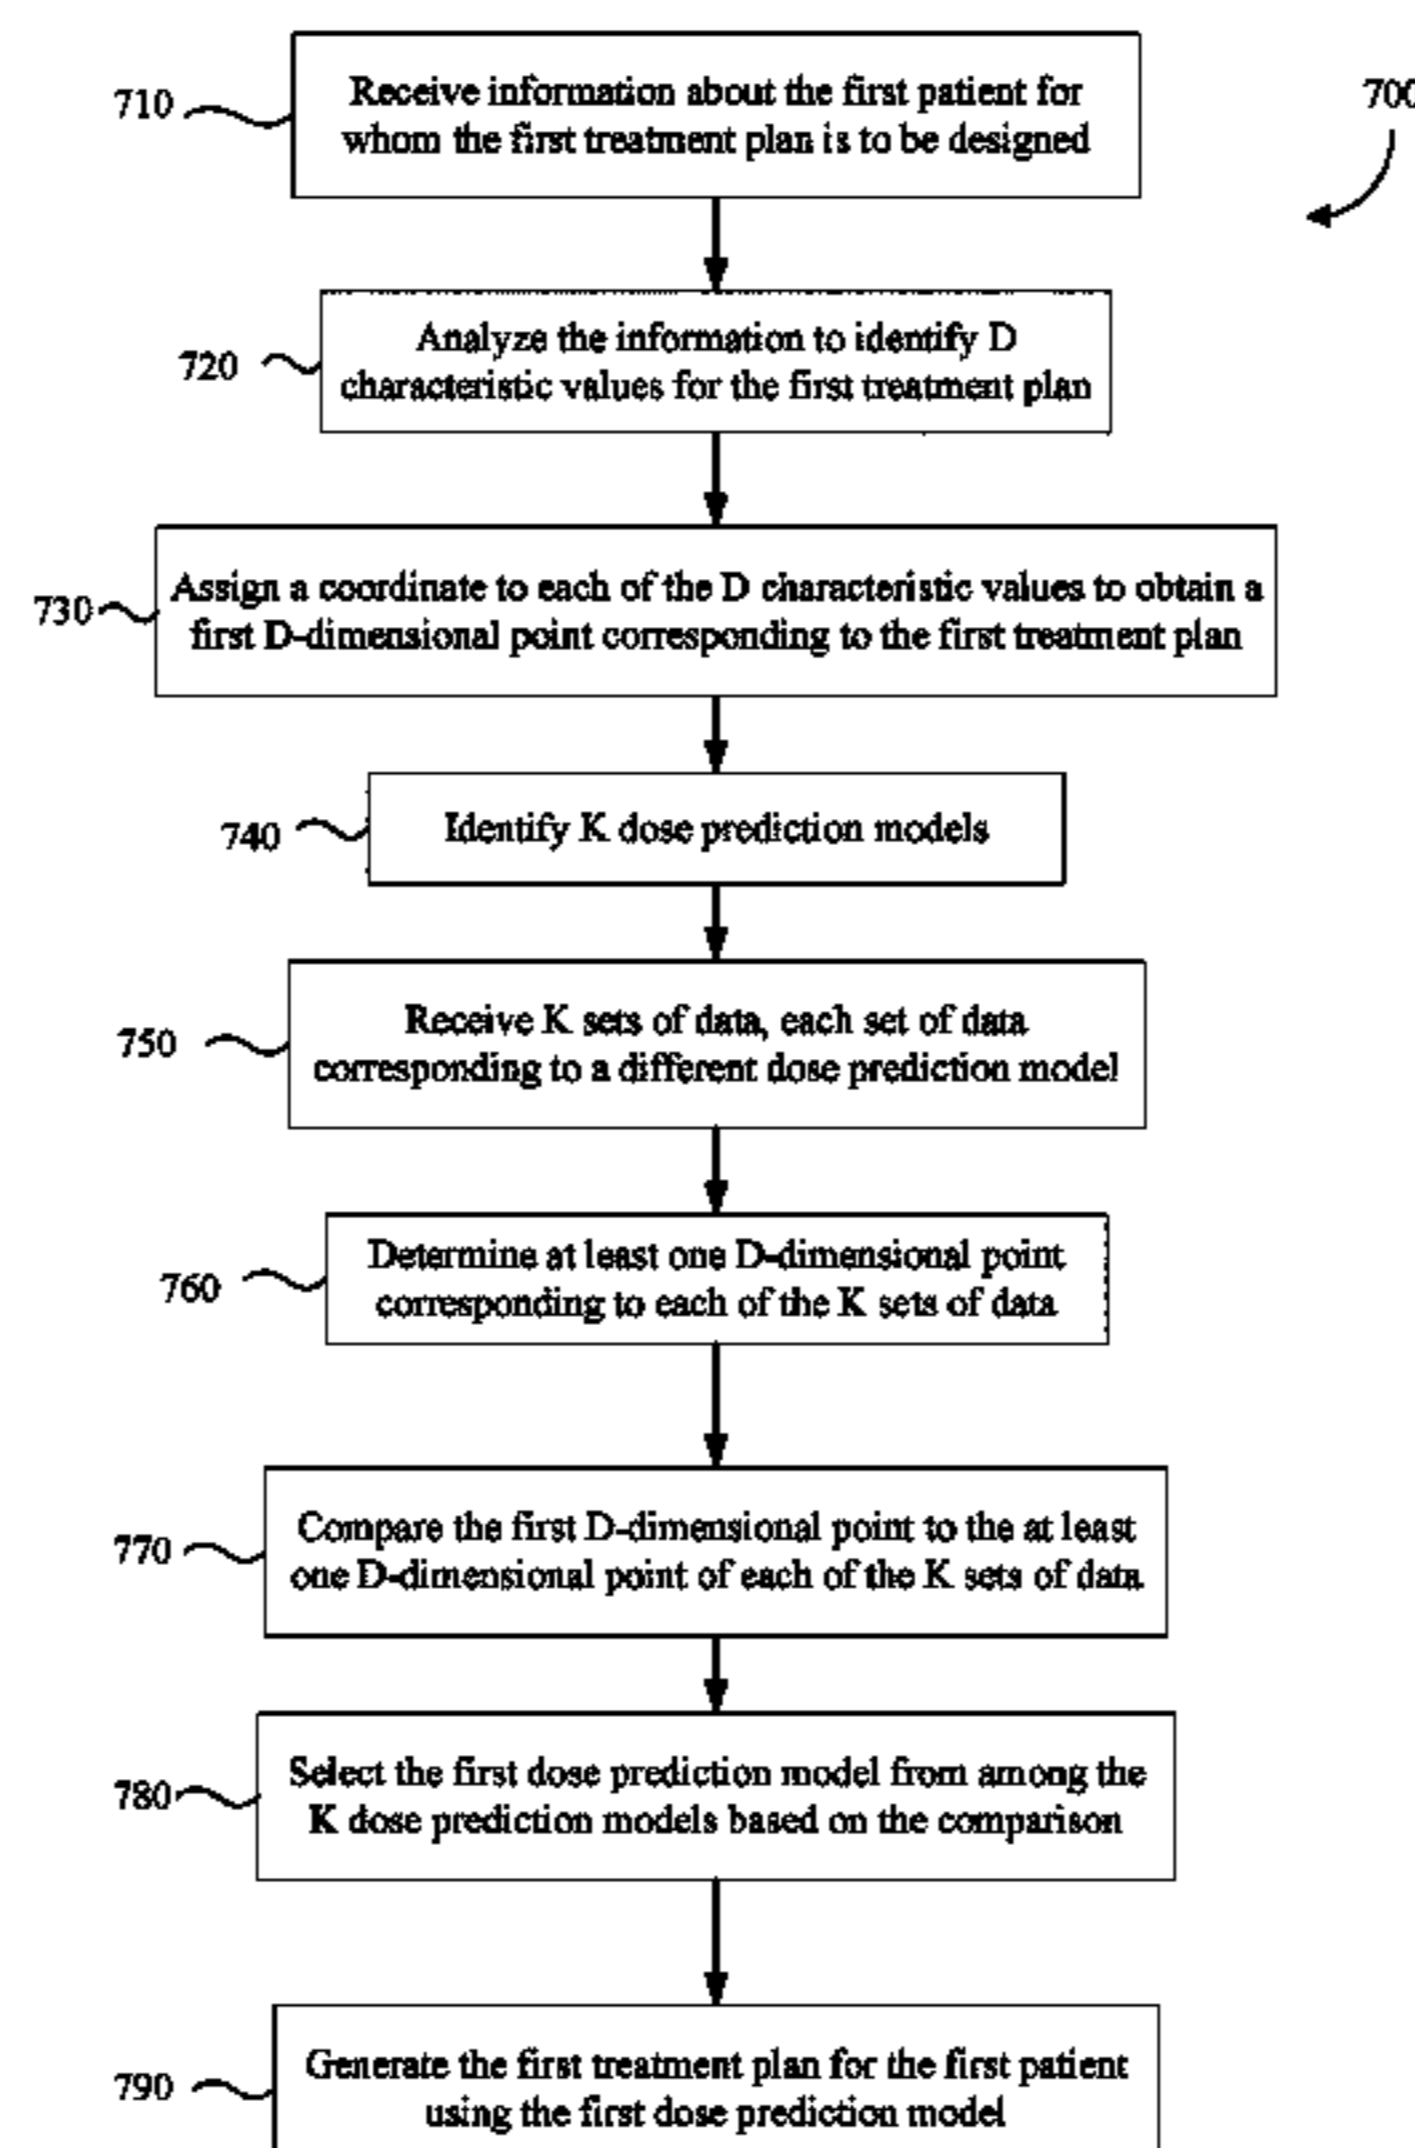 710
Receive information about the first patient for
whom the first treatment plan is to be designed
700
720
Analyze the information to identify D
characteristic values for the first treatment plan
730
Assign a coordinate to each of the D characteristic values to obtain a
first D-dimensional point corresponding to the first treatment plan
740
Identify K dose prediction models
750
Receive K sets of data, each set of data
corresponding to a different dose prediction model
760
Determine at least one D-dimensional point
corresponding to each of the K sets of data
770
Compare the first D-dimensional point to the at least
one D-dimensional point of each of the K sets of data
780
Select the first dose prediction model from among the
K dose prediction models based on the comparison
790
Generate the first treatment plan for the first patient
using the first dose prediction model